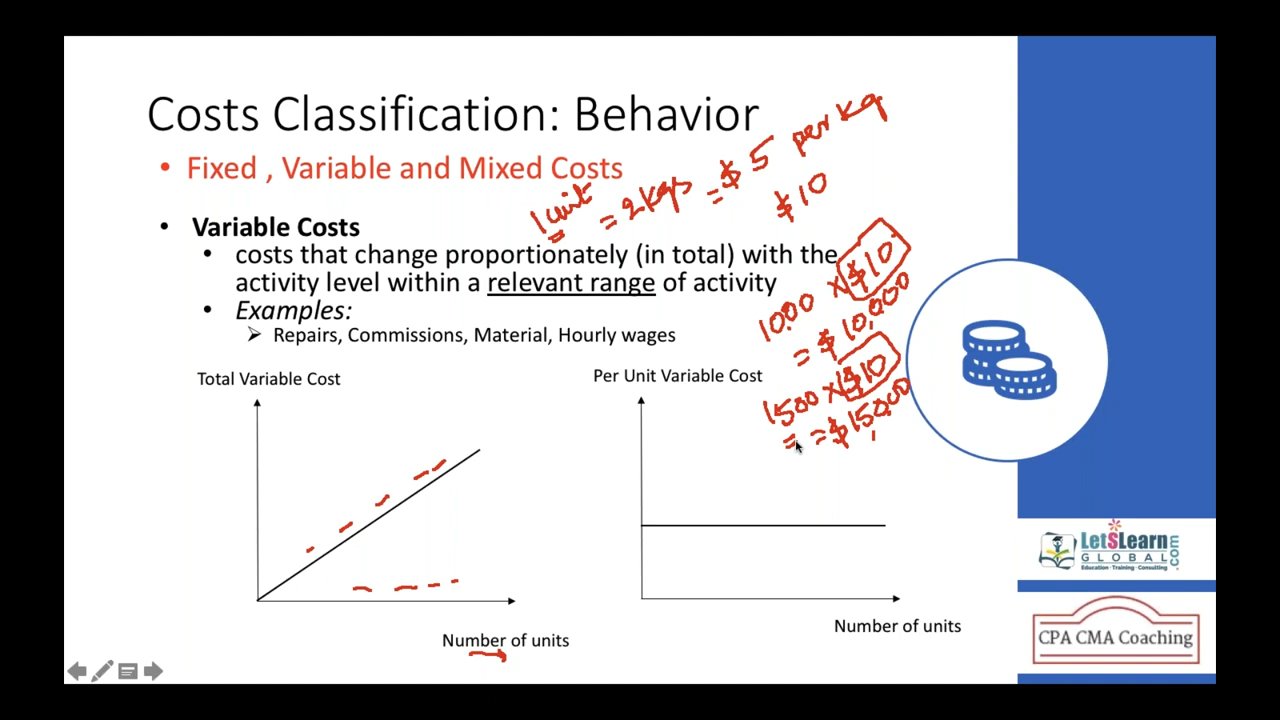 Costs Classification: Behavior
• Fixed , Variable and Mixed Costs
1 unit = 2 kgs = $ 5 per kg
$10
• Variable Costs
• costs that change proportionately (in total) with the
activity level within a relevant range of activity
• Examples:
➢ Repairs, Commissions, Material, Hourly wages
1000 x $10
= $10,000
1500 x $10
= = $15,000
Total Variable Cost
Per Unit Variable Cost
Number of units
Number of units
LetSLearn.com
GLOBAL
Education - Training - Consulting
CPA CMA Coaching